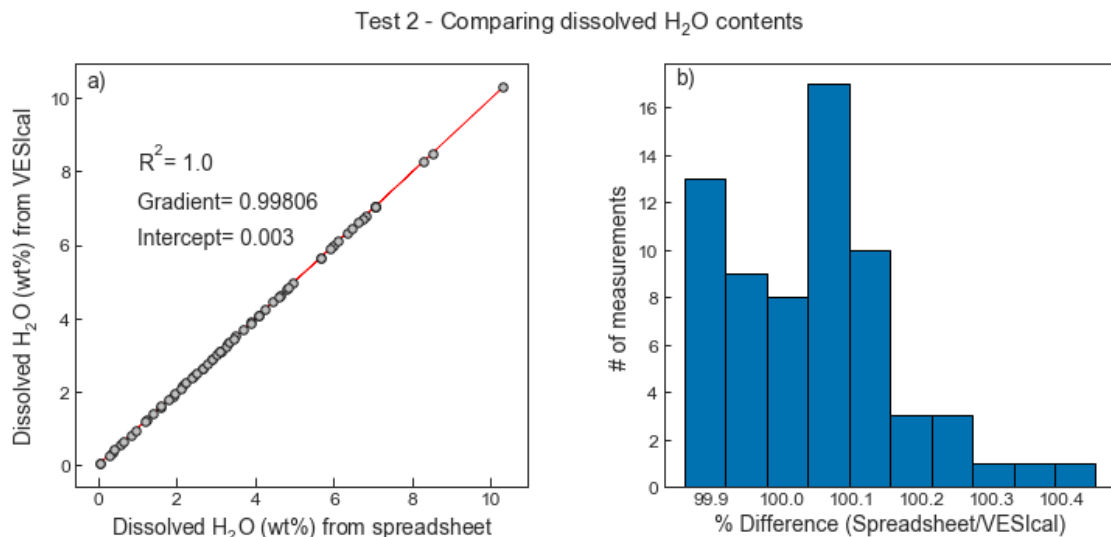 Test 2 - Comparing dissolved H₂O contents
a)
R²= 1.0
Gradient= 0.99806
Intercept= 0.003
Dissolved H₂O (wt%) from VESIcal
10
8
6
4
2
0
0 2 4 6 8 10
Dissolved H₂O (wt%) from spreadsheet
b)
# of measurements
16
14
12
10
8
6
4
2
0
99.9 100.0 100.1 100.2 100.3 100.4
% Difference (Spreadsheet/VESIcal)